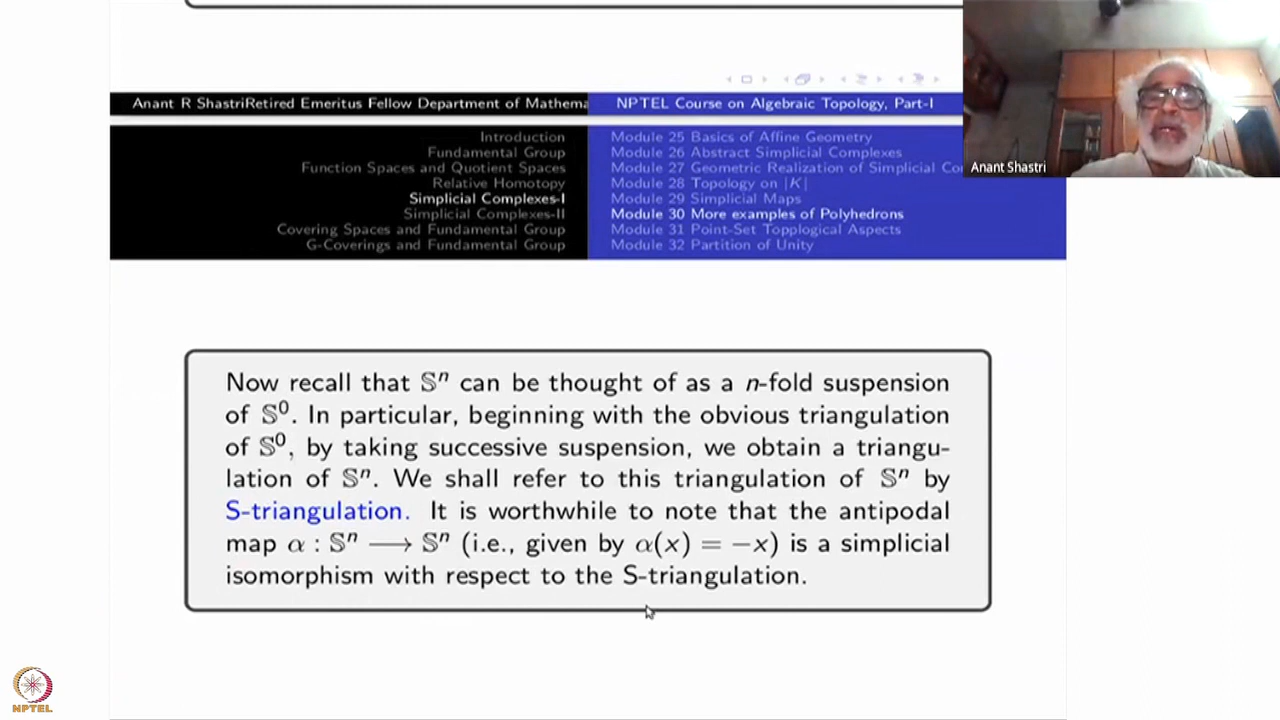 Anant R ShastriRetired Emeritus Fellow Department of Mathema
NPTEL Course on Algebraic Topology, Part-I
Introduction
Fundamental Group
Function Spaces and Quotient Spaces
Relative Homotopy
Simplicial Complexes-I
Simplicial Complexes-II
Covering Spaces and Fundamental Group
G-Coverings and Fundamental Group
Module 25 Basics of Affine Geometry
Module 26 Abstract Simplicial Complexes
Module 27 Geometric Realization of Simplicial Co
Module 28 Topology on |K|
Module 29 Simplicial Maps
Module 30 More examples of Polyhedrons
Module 31 Point-Set Topplogical Aspects
Module 32 Partition of Unity
Anant Shastri
Now recall that 𝕊ⁿ can be thought of as a n-fold suspension
of 𝕊⁰. In particular, beginning with the obvious triangulation
of 𝕊⁰, by taking successive suspension, we obtain a triangu-
lation of 𝕊ⁿ. We shall refer to this triangulation of 𝕊ⁿ by
S-triangulation. It is worthwhile to note that the antipodal
map α : 𝕊ⁿ ⟶ 𝕊ⁿ (i.e., given by α(x) = −x) is a simplicial
isomorphism with respect to the S-triangulation.
NPTEL